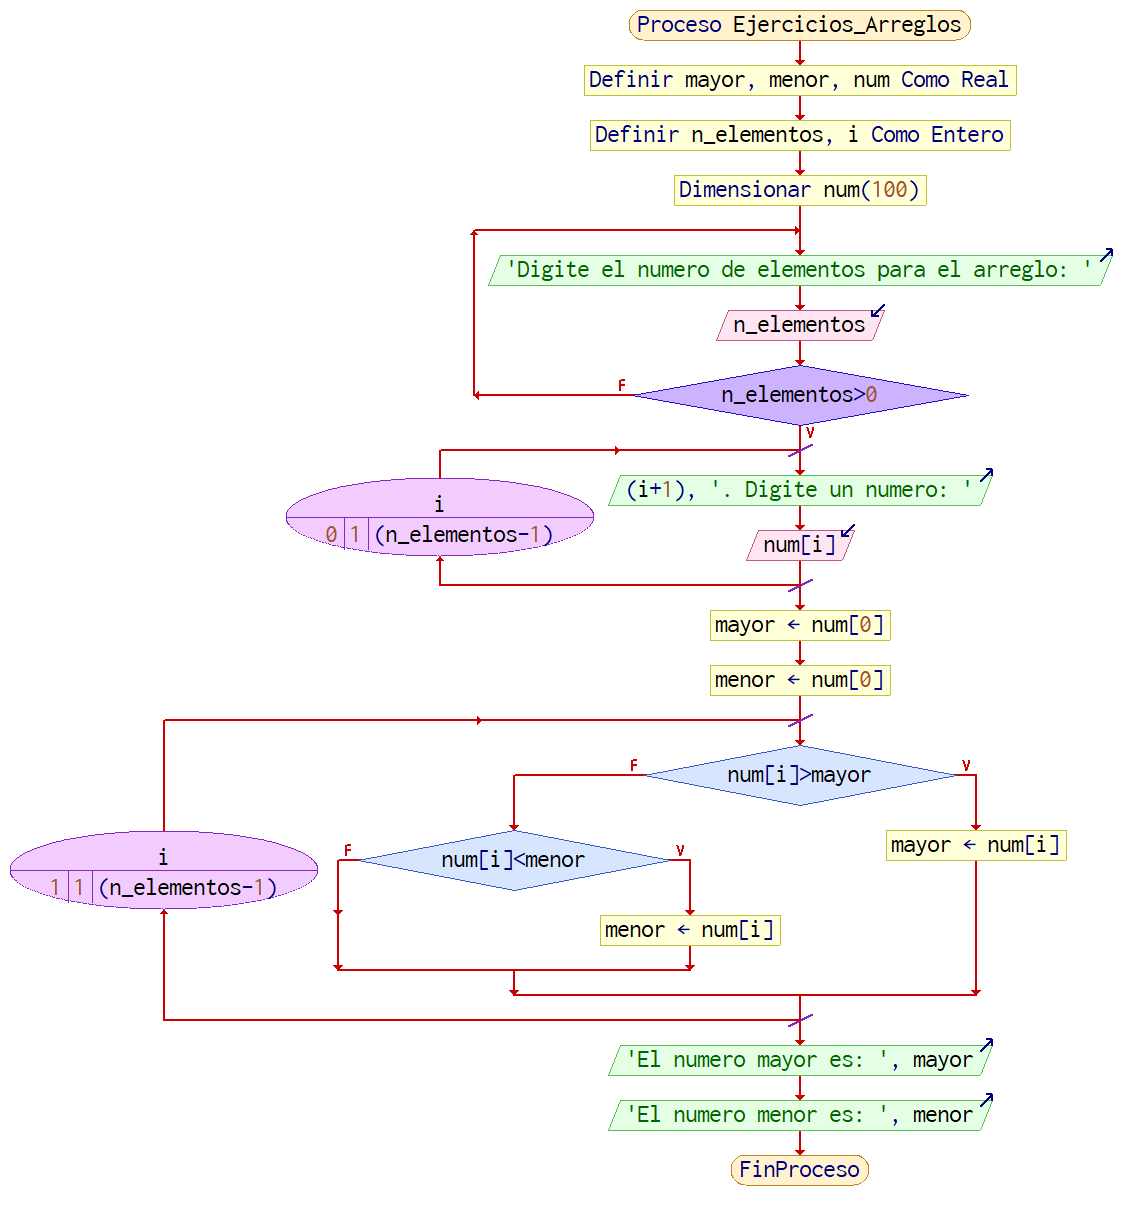 Proceso Ejercicios_Arreglos
Definir mayor, menor, num Como Real
Definir n_elementos, i Como Entero
Dimensionar num(100)
'Digite el numero de elementos para el arreglo: '
n_elementos
F
n_elementos>0
V
i
0 1 (n_elementos-1)
(i+1), '. Digite un numero: '
num[i]
mayor ← num[0]
menor ← num[0]
F
num[i]>mayor
V
i
1 1 (n_elementos-1)
F
num[i]<menor
V
mayor ← num[i]
menor ← num[i]
'El numero mayor es: ', mayor
'El numero menor es: ', menor
FinProceso